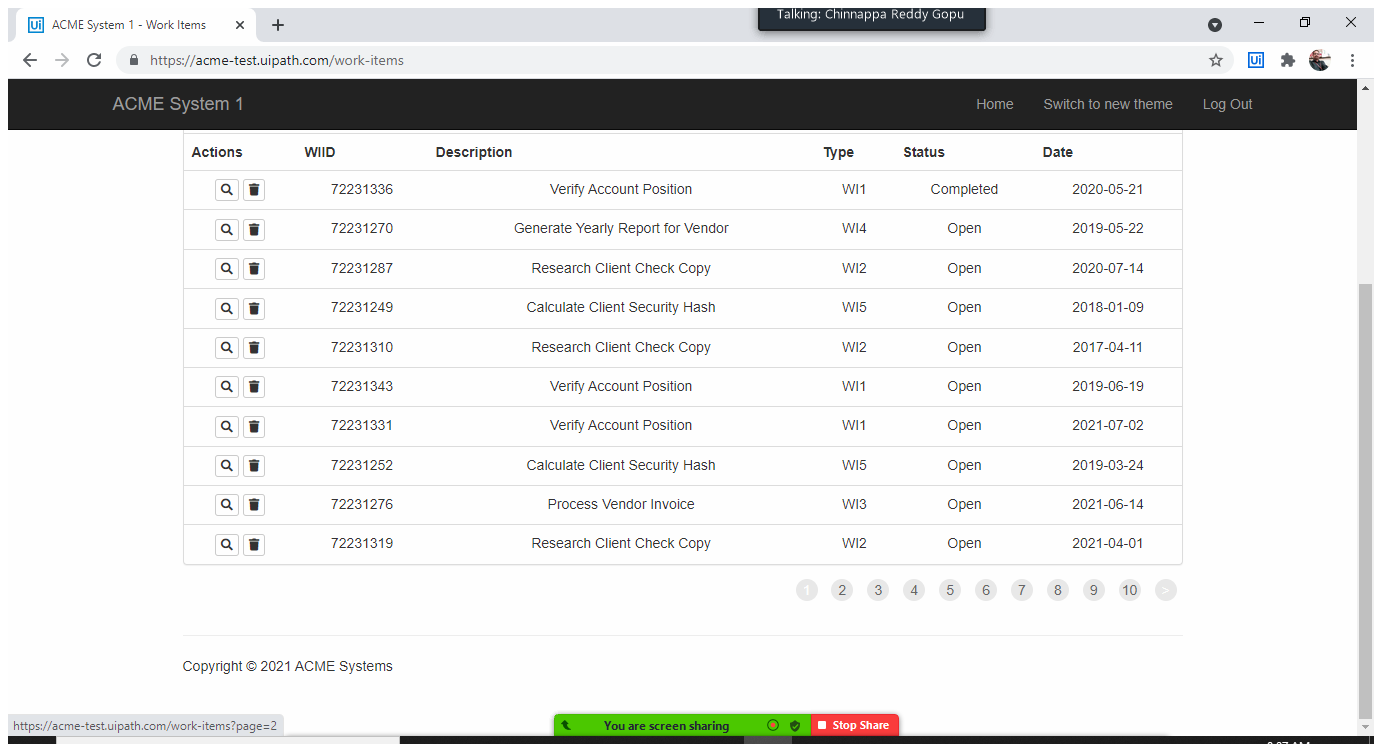 Talking: Chinnappa Reddy Gopu
Ui ACME System 1 - Work Items
https://acme-test.uipath.com/work-items
Ui
ACME System 1 Home Switch to new theme Log Out
Actions WIID Description Type Status Date
72231336 Verify Account Position WI1 Completed 2020-05-21
72231270 Generate Yearly Report for Vendor WI4 Open 2019-05-22
72231287 Research Client Check Copy WI2 Open 2020-07-14
72231249 Calculate Client Security Hash WI5 Open 2018-01-09
72231310 Research Client Check Copy WI2 Open 2017-04-11
72231343 Verify Account Position WI1 Open 2019-06-19
72231331 Verify Account Position WI1 Open 2021-07-02
72231252 Calculate Client Security Hash WI5 Open 2019-03-24
72231276 Process Vendor Invoice WI3 Open 2021-06-14
72231319 Research Client Check Copy WI2 Open 2021-04-01
1 2 3 4 5 6 7 8 9 10 >
Copyright © 2021 ACME Systems
https://acme-test.uipath.com/work-items?page=2
You are screen sharing Stop Share